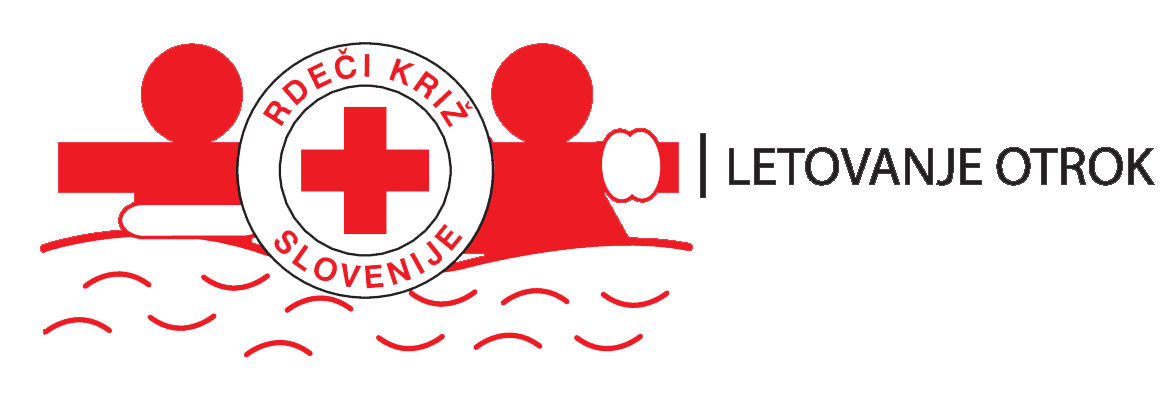 RDEČI KRIŽ
SLOVENIJE
LETOVANJE OTROK